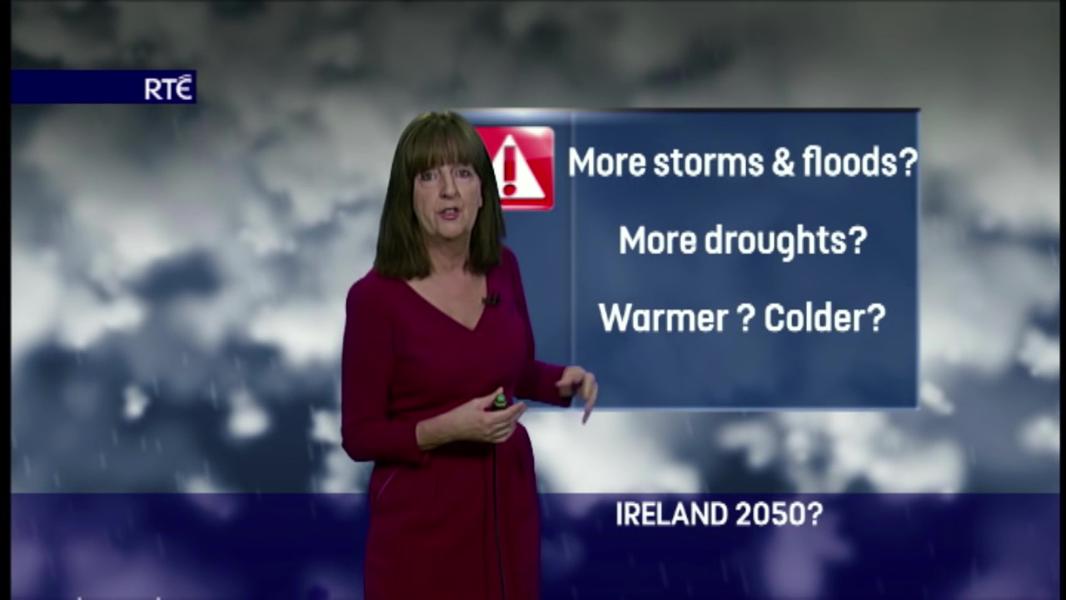 RTÉ
More storms & floods?
More droughts?
Warmer ? Colder?
IRELAND 2050?